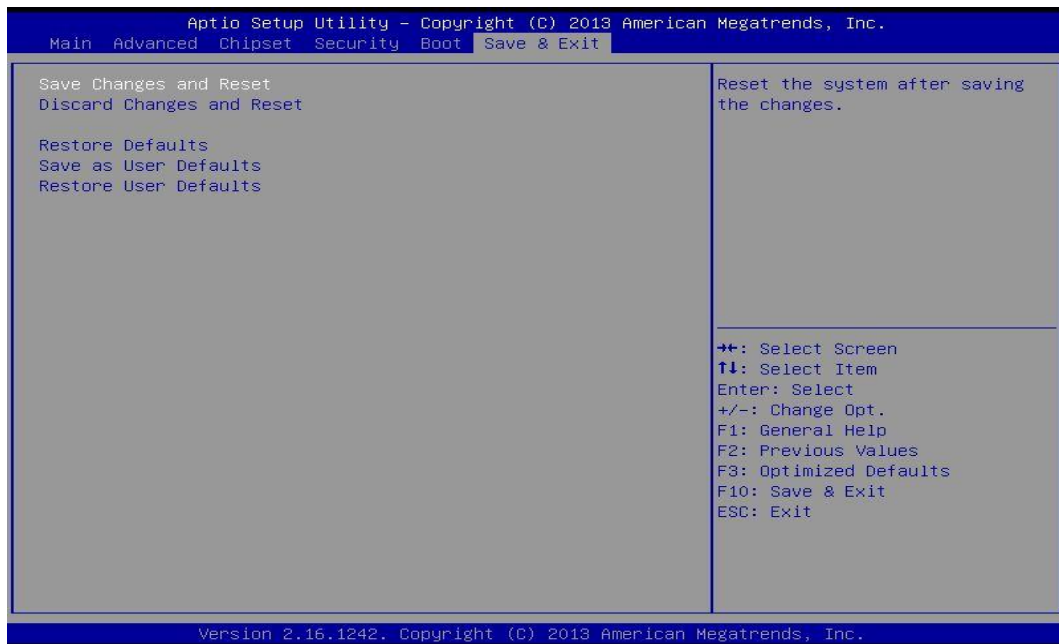 Aptio Setup Utility – Copyright (C) 2013 American Megatrends, Inc.
Main Advanced Chipset Security Boot Save & Exit
Save Changes and Reset
Discard Changes and Reset
Restore Defaults
Save as User Defaults
Restore User Defaults
Reset the system after saving
the changes.
→←: Select Screen
↑↓: Select Item
Enter: Select
+/-: Change Opt.
F1: General Help
F2: Previous Values
F3: Optimized Defaults
F10: Save & Exit
ESC: Exit
Version 2.16.1242. Copyright (C) 2013 American Megatrends, Inc.